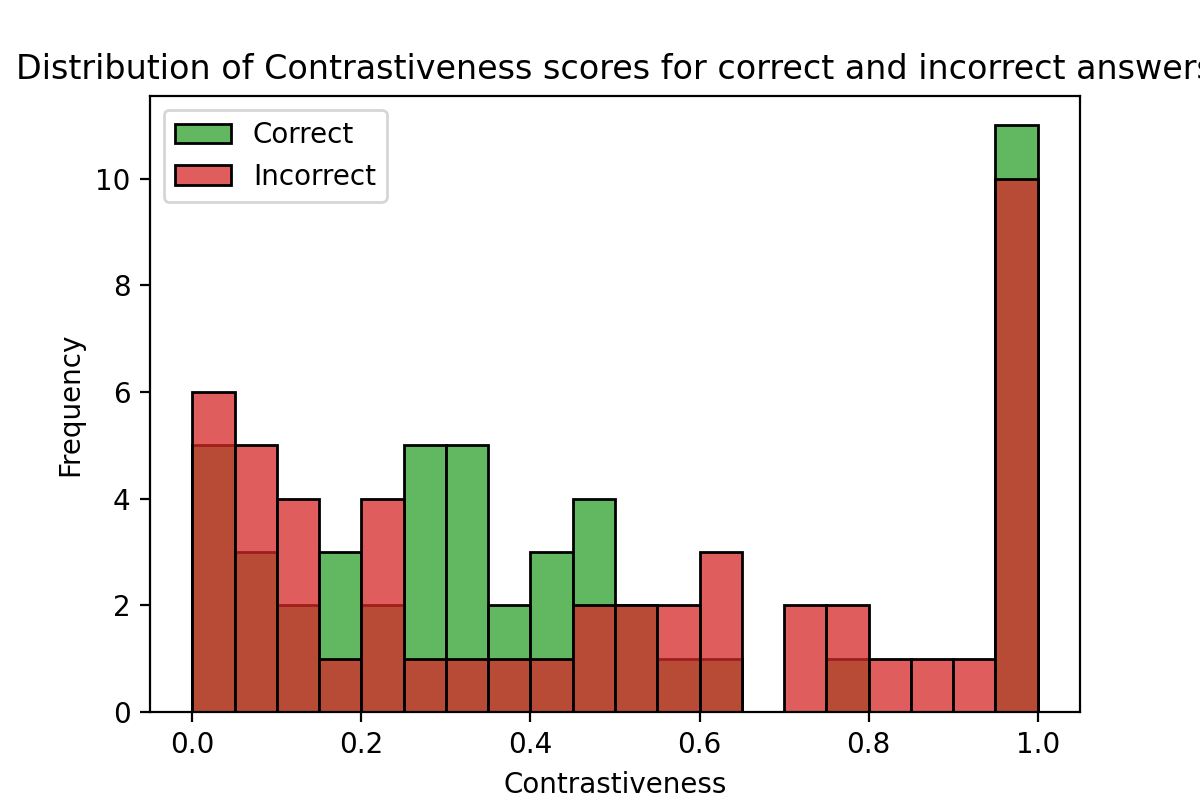 Distribution of Contrastiveness scores for correct and incorrect answers
Correct
Incorrect
10
8
6
4
2
0
Frequency
0.0 0.2 0.4 0.6 0.8 1.0
Contrastiveness